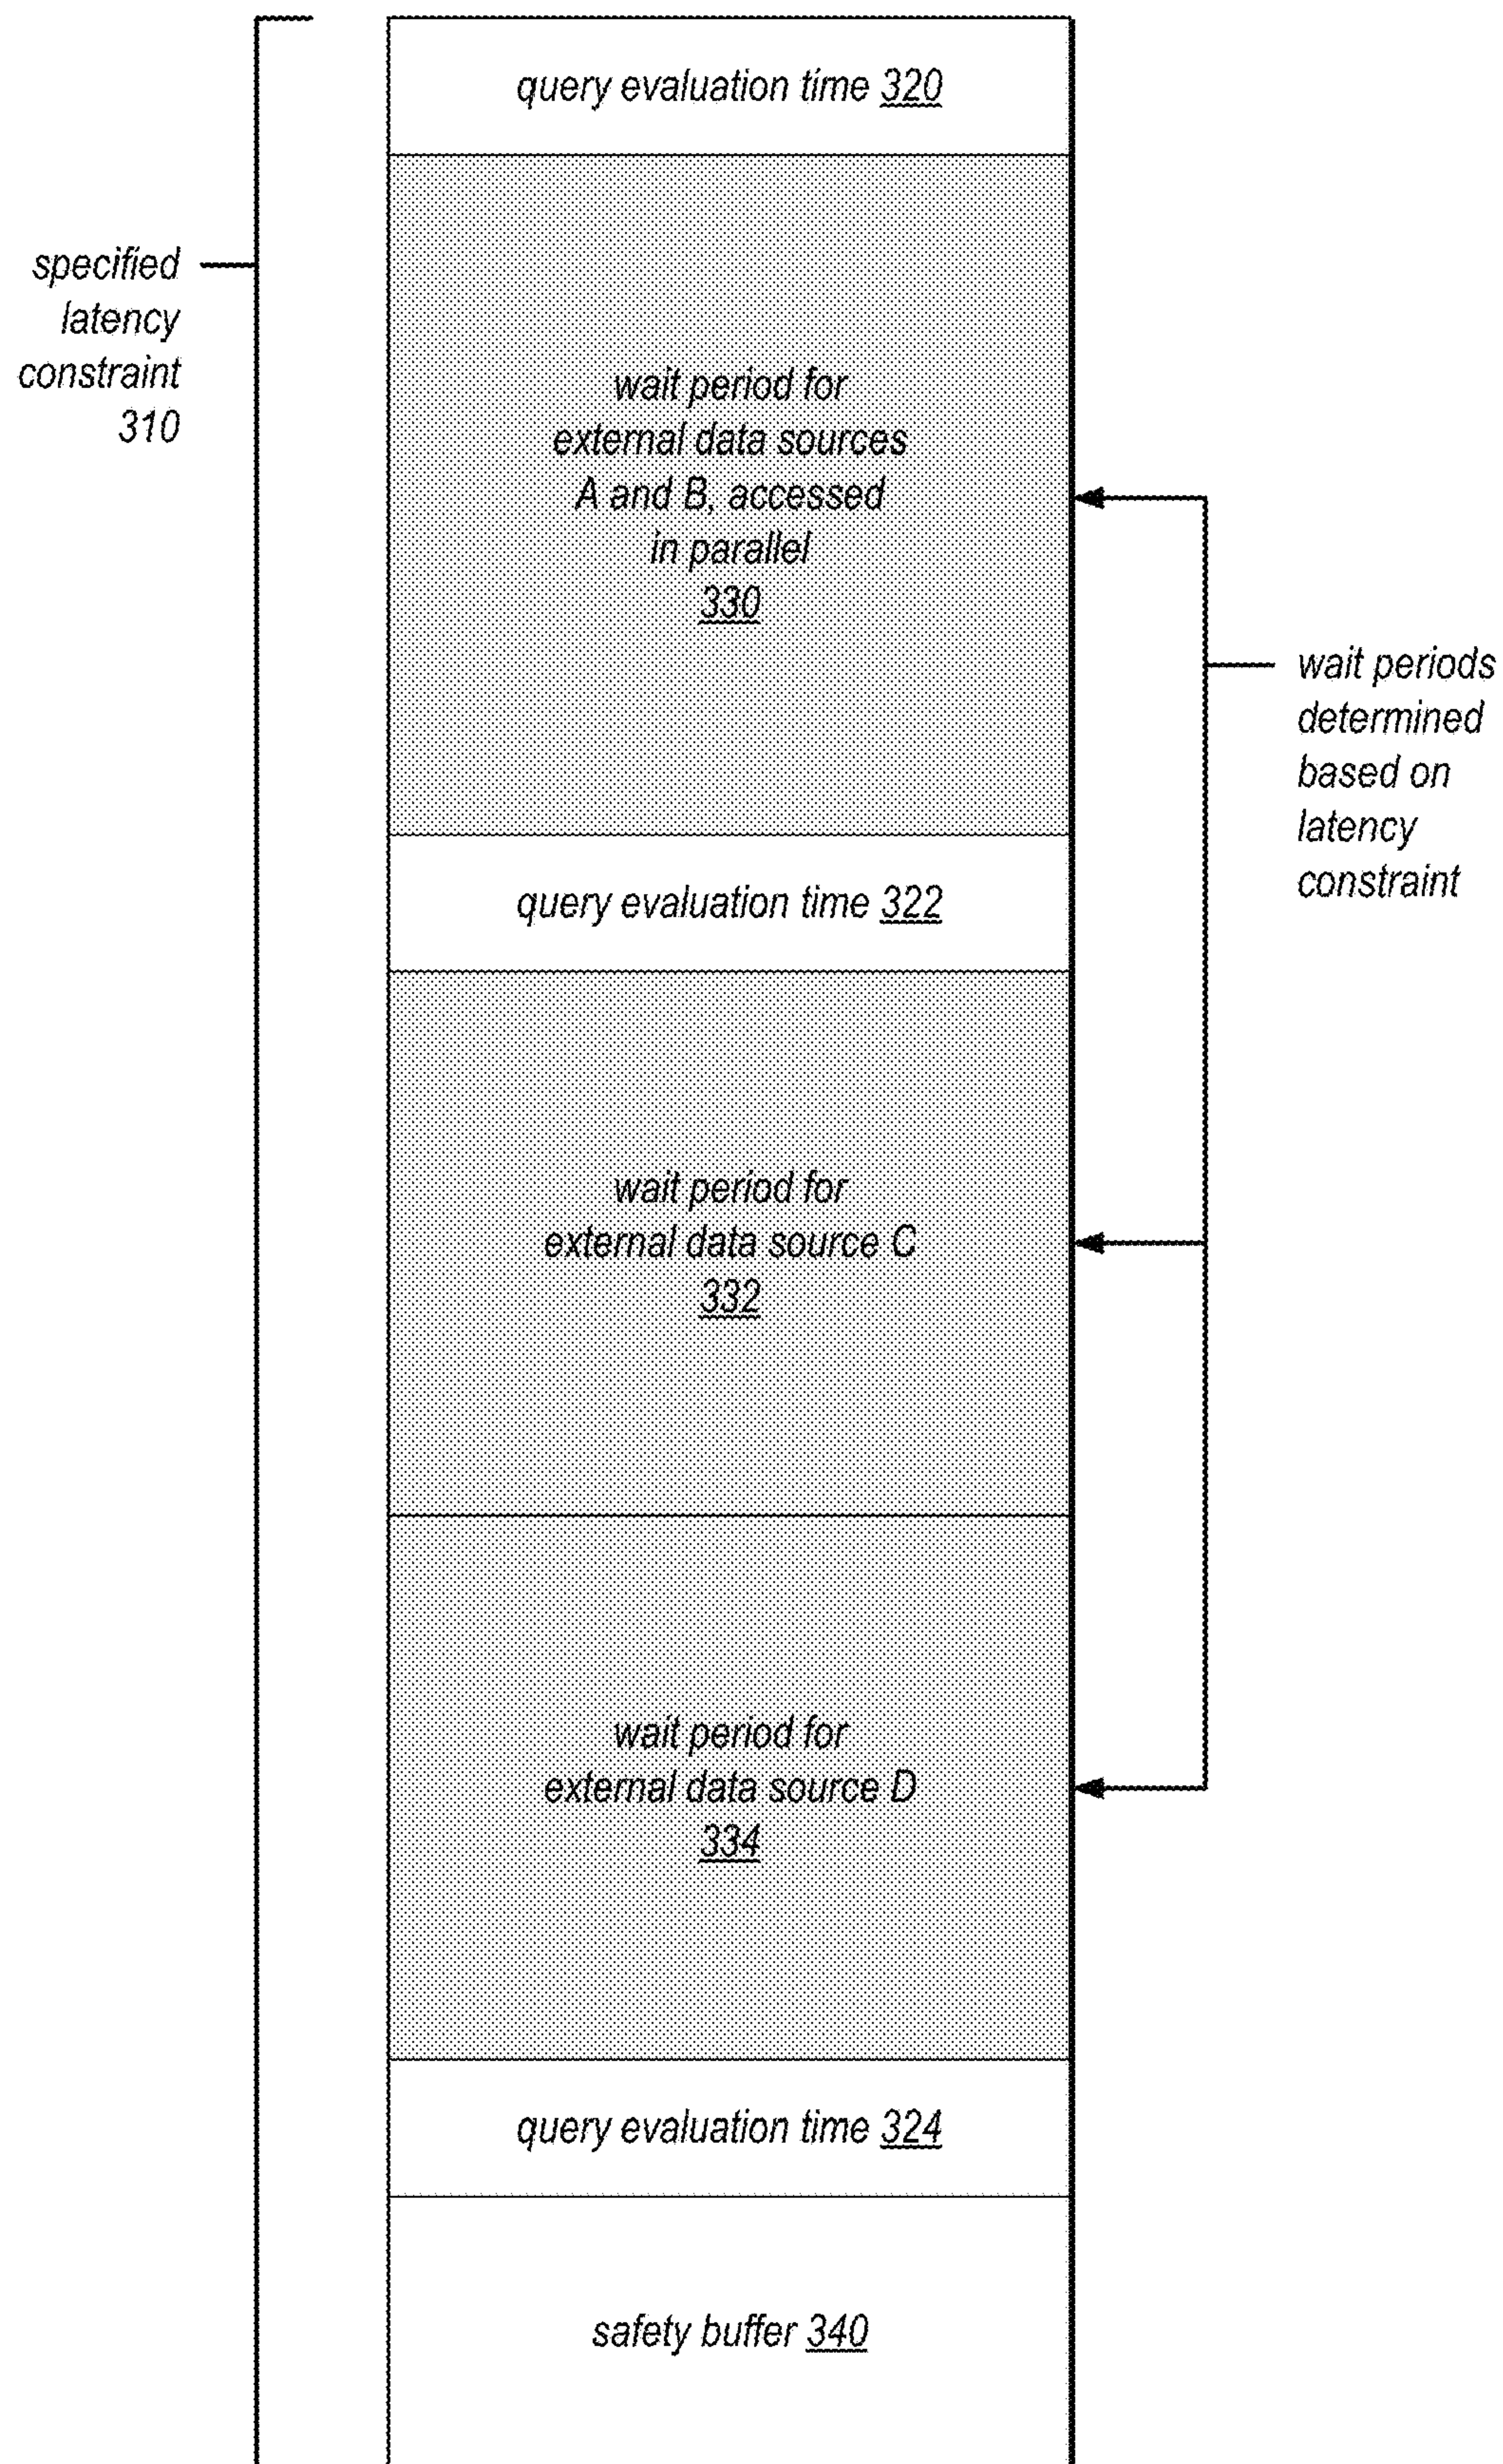 query evaluation time 320
specified
latency
constraint
310
wait period for
external data sources
A and B, accessed
in parallel
330
wait periods
determined
based on
latency
constraint
query evaluation time 322
wait period for
external data source C
332
wait period for
external data source D
334
query evaluation time 324
safety buffer 340